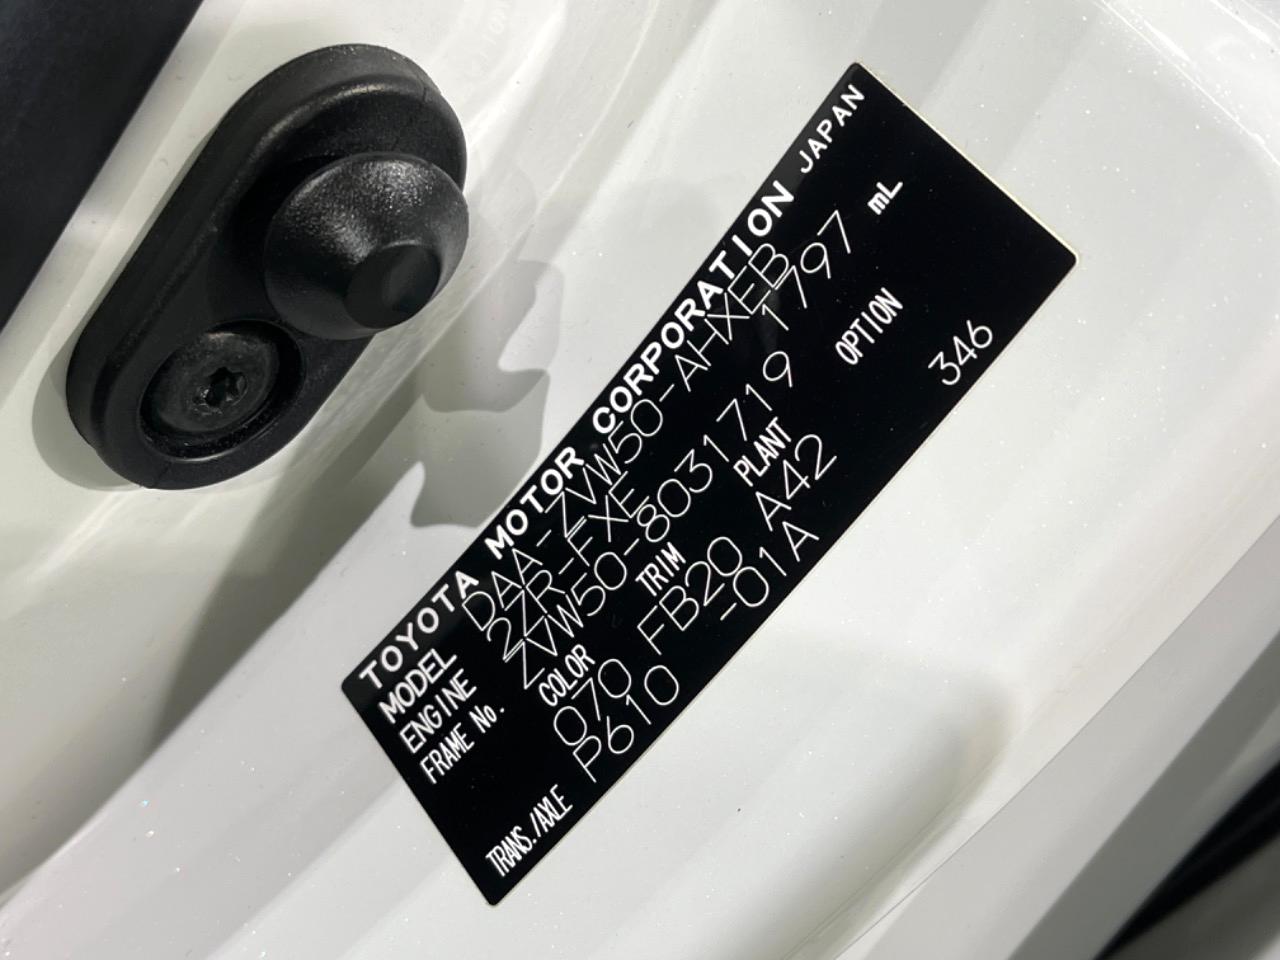 TOYOTA MOTOR CORPORATION JAPAN
MODEL DAA-ZVW50-AHXEB
ENGINE 2ZR-FXE 1797 mL
FRAME No. ZVW50-8031719
COLOR TRIM PLANT OPTION
070 FB20 A42 346
TRANS./AXLE P610 -01A